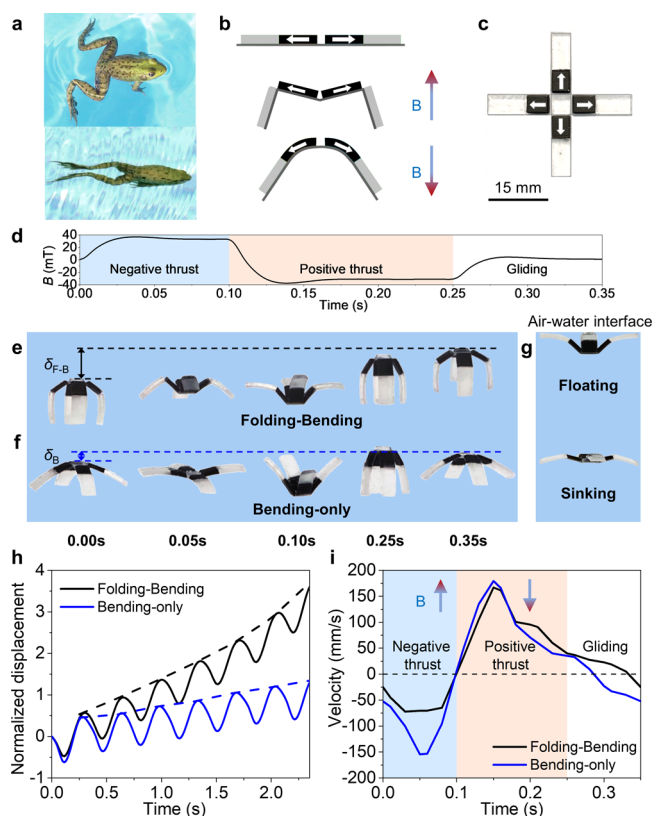 a
b
B
B
c
15 mm
d
B (mT)
40
20
0
-20
-40
Negative thrust
Positive thrust
Gliding
0.00
0.05
0.10
0.15
0.20
0.25
0.30
0.35
Time (s)
Air-water interface
e
δF-B
Folding-Bending
g
Floating
f
δB
Bending-only
Sinking
0.00s
0.05s
0.10s
0.25s
0.35s
h
Normalized displacement
4
3
2
1
0
-1
Folding-Bending
Bending-only
0.0
0.5
1.0
1.5
2.0
Time (s)
i
Velocity (mm/s)
200
150
100
50
0
-50
-100
-150
-200
B
Negative
thrust
Positive
thrust
Gliding
Folding-Bending
Bending-only
0.0
0.1
0.2
0.3
Time (s)